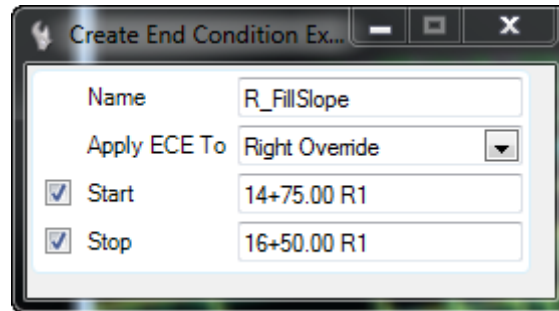 Create End Condition Ex...
Name R_FillSlope
Apply ECE To Right Override
Start 14+75.00 R1
Stop 16+50.00 R1